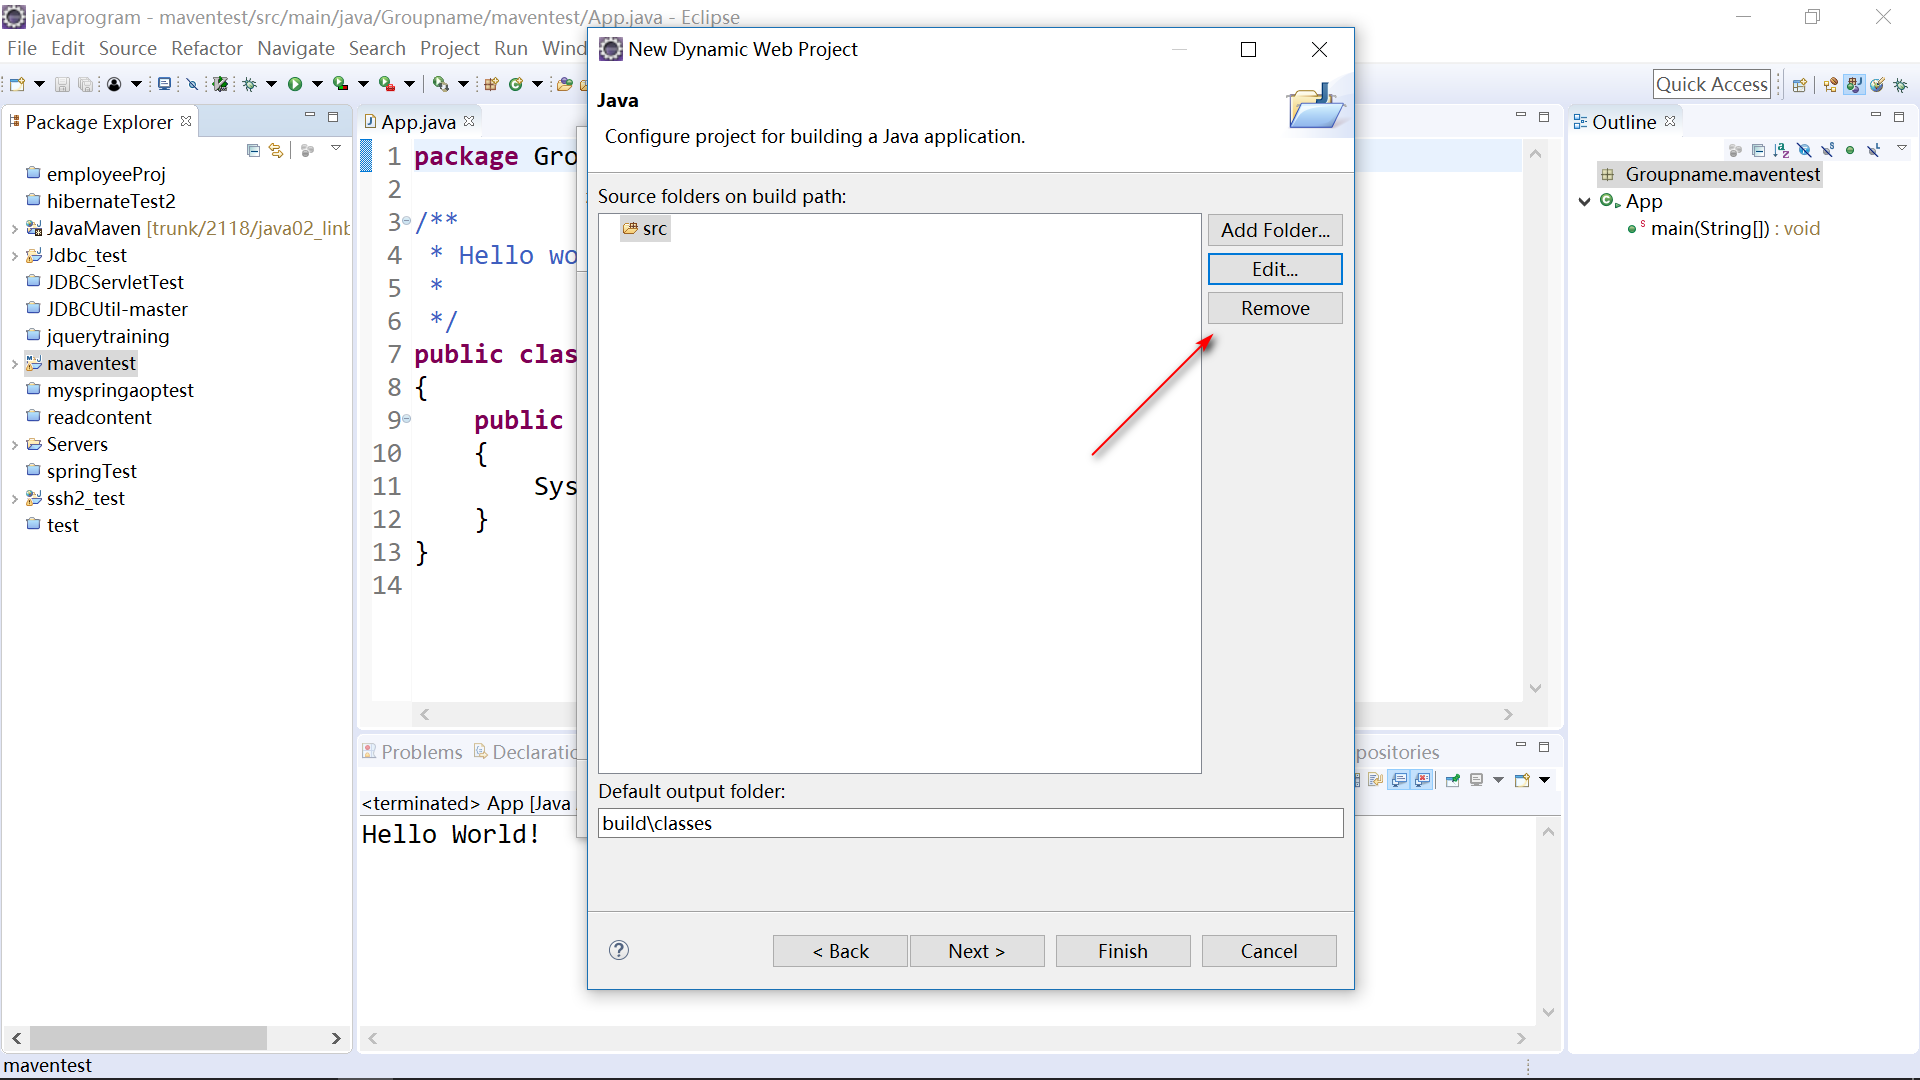 javaprogram - maventest/src/main/java/Groupname/maventest/App.java - Eclipse
File Edit Source Refactor Navigate Search Project Run Wind
Quick Access
Package Explorer
employeeProj
hibernateTest2
JavaMaven [trunk/2118/java02_linb
Jdbc_test
JDBCServletTest
JDBCUtil-master
jquerytraining
maventest
myspringaoptest
readcontent
Servers
springTest
ssh2_test
test
App.java
1 package Gro
2
3 /**
4 * Hello wo
5 *
6 */
7 public clas
8 {
9 public
10 {
11 Sys
12 }
13 }
14
New Dynamic Web Project
Java
Configure project for building a Java application.
Source folders on build path:
src
Add Folder...
Edit...
Remove
Default output folder:
build\classes
< Back Next > Finish Cancel
Outline
Groupname.maventest
App
main(String[]) : void
Problems Declaratic
positories
<terminated> App [Java
Hello World!
maventest